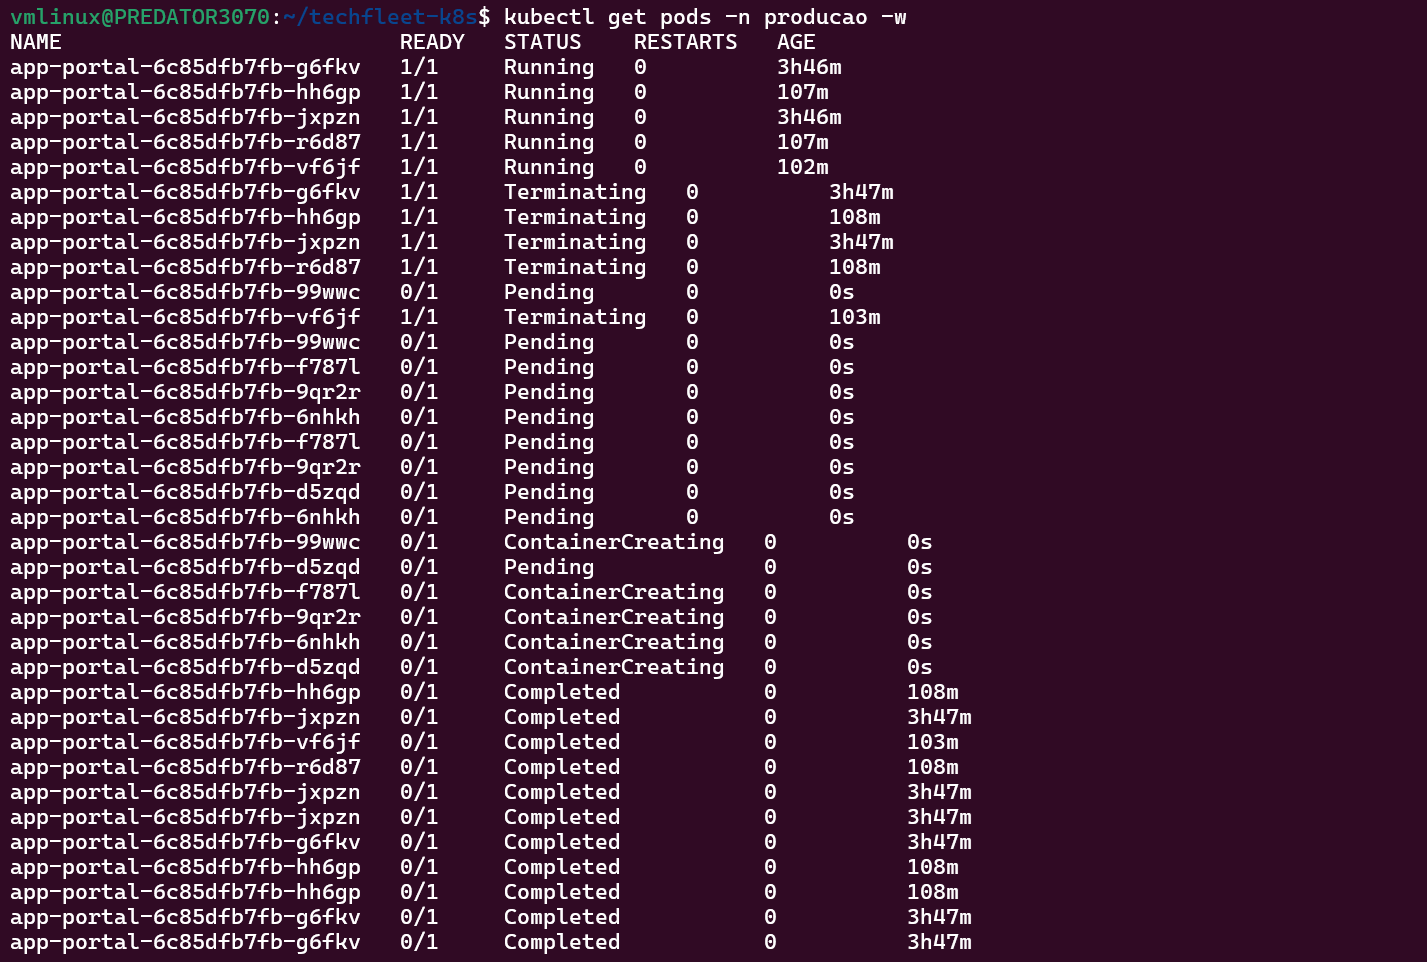 vmlinux@PREDATOR3070:~/techfleet-k8s$ kubectl get pods -n producao -w
NAME                          READY   STATUS    RESTARTS   AGE
app-portal-6c85dfb7fb-g6fkv   1/1     Running   0          3h46m
app-portal-6c85dfb7fb-hh6gp   1/1     Running   0          107m
app-portal-6c85dfb7fb-jxpzn   1/1     Running   0          3h46m
app-portal-6c85dfb7fb-r6d87   1/1     Running   0          107m
app-portal-6c85dfb7fb-vf6jf   1/1     Running   0          102m
app-portal-6c85dfb7fb-g6fkv   1/1     Terminating   0          3h47m
app-portal-6c85dfb7fb-hh6gp   1/1     Terminating   0          108m
app-portal-6c85dfb7fb-jxpzn   1/1     Terminating   0          3h47m
app-portal-6c85dfb7fb-r6d87   1/1     Terminating   0          108m
app-portal-6c85dfb7fb-99wwc   0/1     Pending       0          0s
app-portal-6c85dfb7fb-vf6jf   1/1     Terminating   0          103m
app-portal-6c85dfb7fb-99wwc   0/1     Pending       0          0s
app-portal-6c85dfb7fb-f787l   0/1     Pending       0          0s
app-portal-6c85dfb7fb-9qr2r   0/1     Pending       0          0s
app-portal-6c85dfb7fb-6nhkh   0/1     Pending       0          0s
app-portal-6c85dfb7fb-f787l   0/1     Pending       0          0s
app-portal-6c85dfb7fb-9qr2r   0/1     Pending       0          0s
app-portal-6c85dfb7fb-d5zqd   0/1     Pending       0          0s
app-portal-6c85dfb7fb-6nhkh   0/1     Pending       0          0s
app-portal-6c85dfb7fb-99wwc   0/1     ContainerCreating   0          0s
app-portal-6c85dfb7fb-d5zqd   0/1     Pending             0          0s
app-portal-6c85dfb7fb-f787l   0/1     ContainerCreating   0          0s
app-portal-6c85dfb7fb-9qr2r   0/1     ContainerCreating   0          0s
app-portal-6c85dfb7fb-6nhkh   0/1     ContainerCreating   0          0s
app-portal-6c85dfb7fb-d5zqd   0/1     ContainerCreating   0          0s
app-portal-6c85dfb7fb-hh6gp   0/1     Completed           0          108m
app-portal-6c85dfb7fb-jxpzn   0/1     Completed           0          3h47m
app-portal-6c85dfb7fb-vf6jf   0/1     Completed           0          103m
app-portal-6c85dfb7fb-r6d87   0/1     Completed           0          108m
app-portal-6c85dfb7fb-jxpzn   0/1     Completed           0          3h47m
app-portal-6c85dfb7fb-jxpzn   0/1     Completed           0          3h47m
app-portal-6c85dfb7fb-g6fkv   0/1     Completed           0          3h47m
app-portal-6c85dfb7fb-hh6gp   0/1     Completed           0          108m
app-portal-6c85dfb7fb-hh6gp   0/1     Completed           0          108m
app-portal-6c85dfb7fb-g6fkv   0/1     Completed           0          3h47m
app-portal-6c85dfb7fb-g6fkv   0/1     Completed           0          3h47m